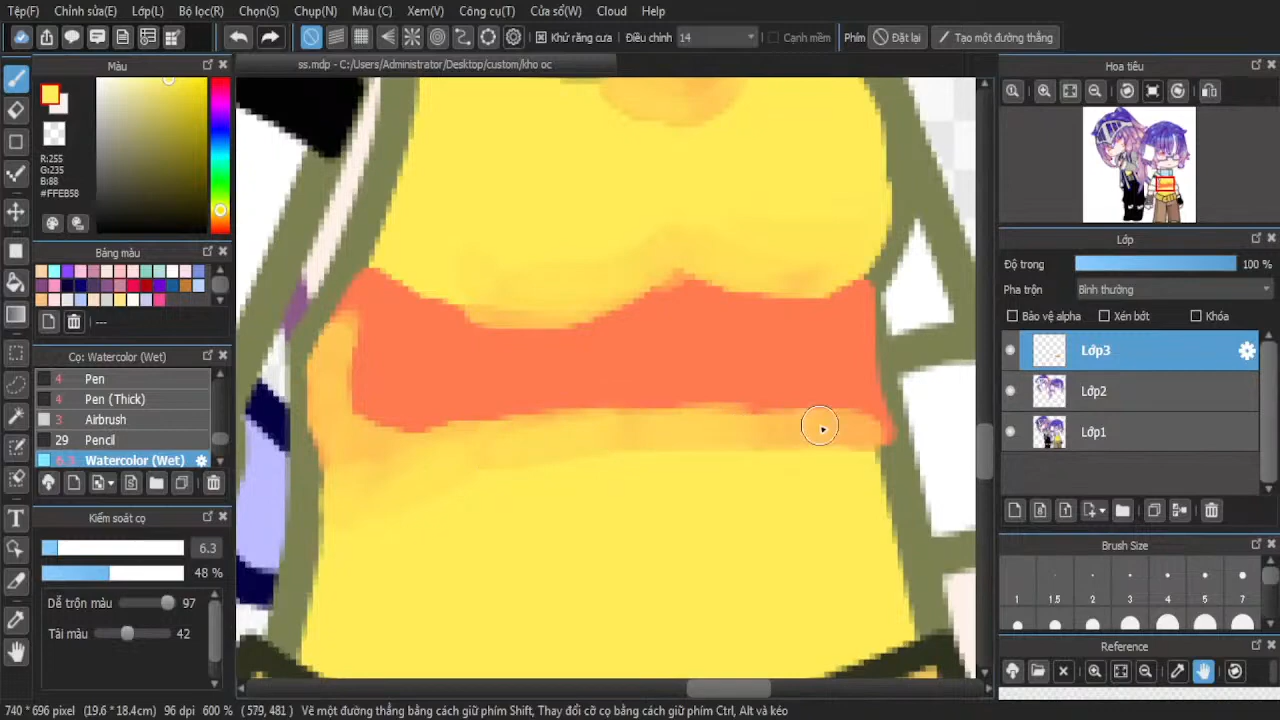 Tệp(F) Chỉnh sửa(E) Lớp(L) Bộ lọc(R) Chọn(S) Chụp(N) Màu (C) Xem(V) Công cụ(T) Cửa sổ(W) Cloud Help
Khử răng cưa Điều chỉnh 14 Cạnh mềm Phím Đặt lại Tạo một đường thẳng
Màu
ss.mdp - C:/Users/Administrator/Desktop/custom/kho oc
Hoa tiêu
R:255
G:235
B:88
#FFEB58
Bảng màu
---
Cọ: Watercolor (Wet)
4 Pen
4 Pen (Thick)
3 Airbrush
29 Pencil
6.3 Watercolor (Wet)
Kiểm soát cọ
6.3
48 %
Dễ trộn màu 97
Tải màu 42
Lớp
Độ trong 100 %
Pha trộn Bình thường
Bảo vệ alpha Xén bớt Khóa
Lớp3
Lớp2
Lớp1
Brush Size
1 1.5 2 3 4 5 7
Reference
740 * 696 pixel (19.6 * 18.4cm) 96 dpi 600 % ( 579, 481 ) Vẽ một đường thẳng bằng cách giữ phím Shift, Thay đổi cỡ cọ bằng cách giữ phím Ctrl, Alt và kéo